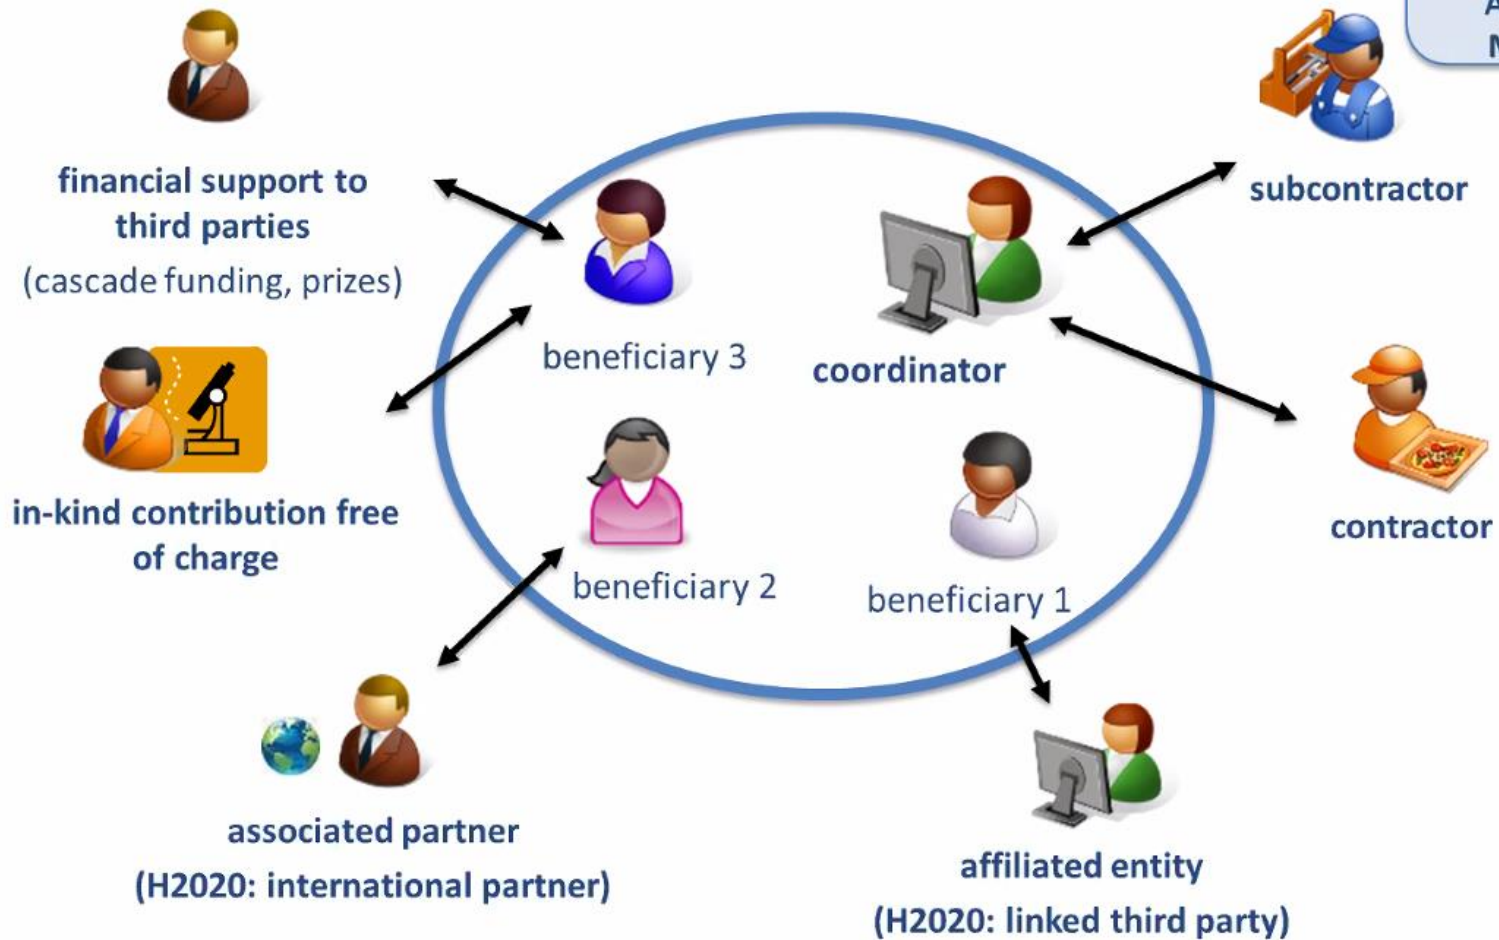 financial support to
third parties
(cascade funding, prizes)
subcontractor
beneficiary 3
coordinator
in-kind contribution free
of charge
contractor
beneficiary 2
beneficiary 1
associated partner
(H2020: international partner)
affiliated entity
(H2020: linked third party)